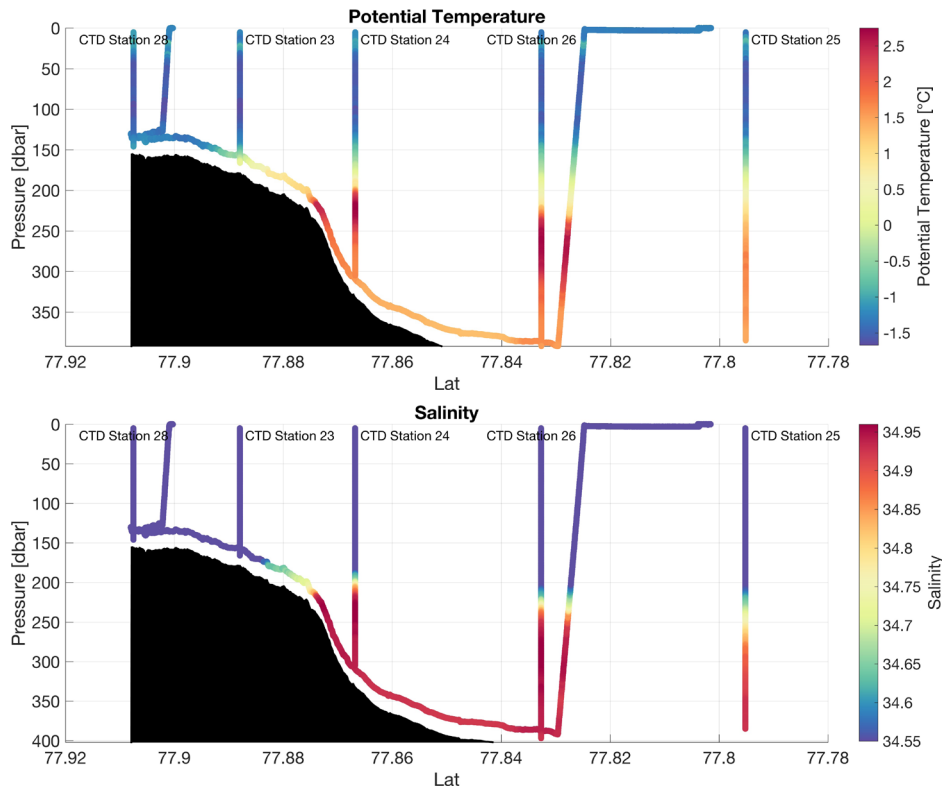 Potential Temperature
CTD Station 28
CTD Station 23
CTD Station 24
CTD Station 26
CTD Station 25
0
50
100
150
200
250
300
350
Pressure [dbar]
77.92
77.9
77.88
77.86
77.84
77.82
77.8
77.78
Lat
2.5
2
1.5
1
0.5
0
-0.5
-1
-1.5
Potential Temperature [°C]
Salinity
CTD Station 28
CTD Station 23
CTD Station 24
CTD Station 26
CTD Station 25
0
50
100
150
200
250
300
350
400
Pressure [dbar]
77.92
77.9
77.88
77.86
77.84
77.82
77.8
77.78
Lat
34.95
34.9
34.85
34.8
34.75
34.7
34.65
34.6
34.55
Salinity